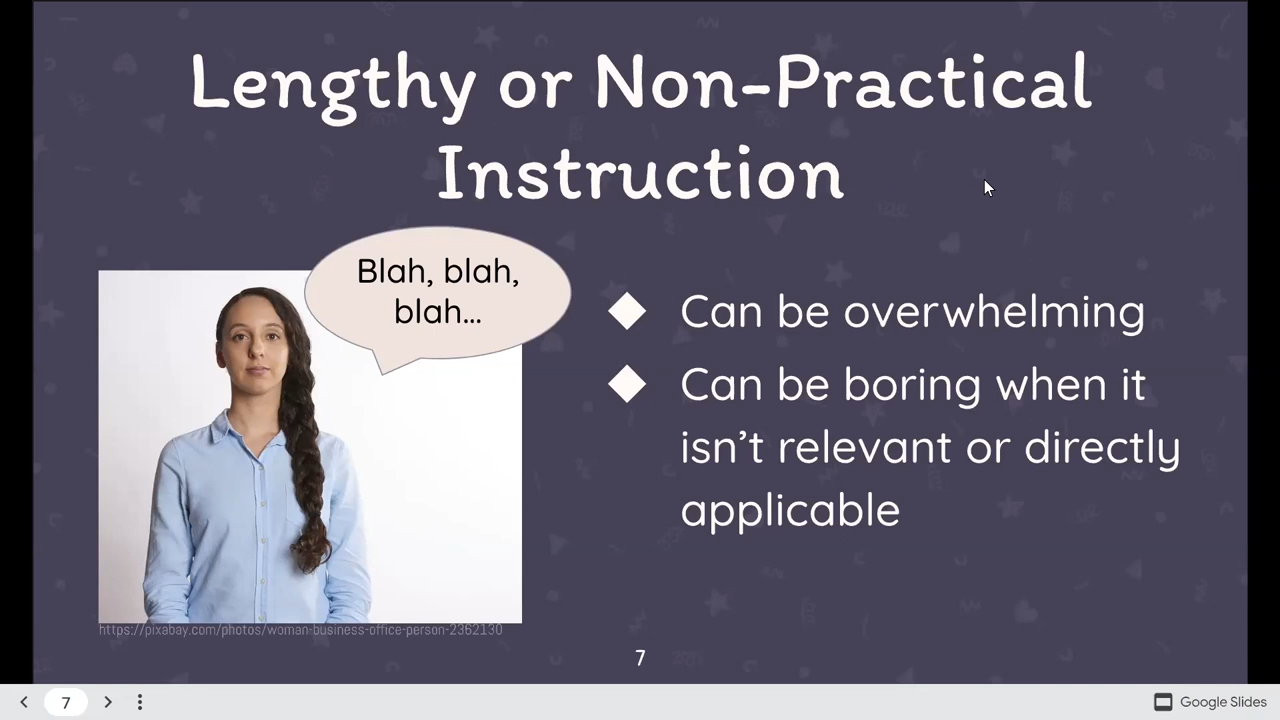 Lengthy or Non-Practical
Instruction
Blah, blah,
blah...
Can be overwhelming
Can be boring when it
isn’t relevant or directly
applicable
https://pixabay.com/photos/woman-business-office-person-2362130
7
7
Google Slides